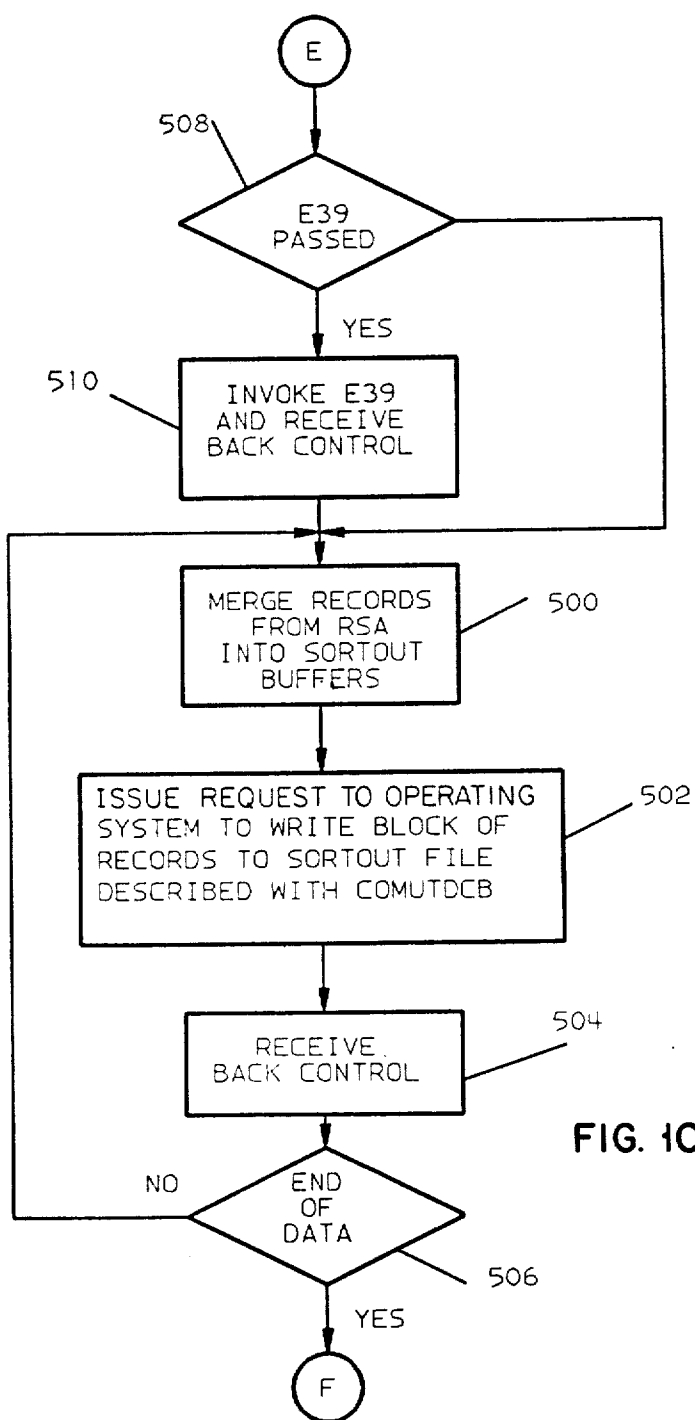 E
508
E39
PASSED
YES
510
INVOKE E39
AND RECEIVE
BACK CONTROL
MERGE RECORDS
FROM RSA
INTO SORTOUT
BUFFERS
500
ISSUE REQUEST TO OPERATING
SYSTEM TO WRITE BLOCK OF
RECORDS TO SORTOUT FILE
DESCRIBED WITH COMUTDCB
502
RECEIVE
BACK CONTROL
504
FIG. 10
NO
END
OF
DATA
506
YES
F